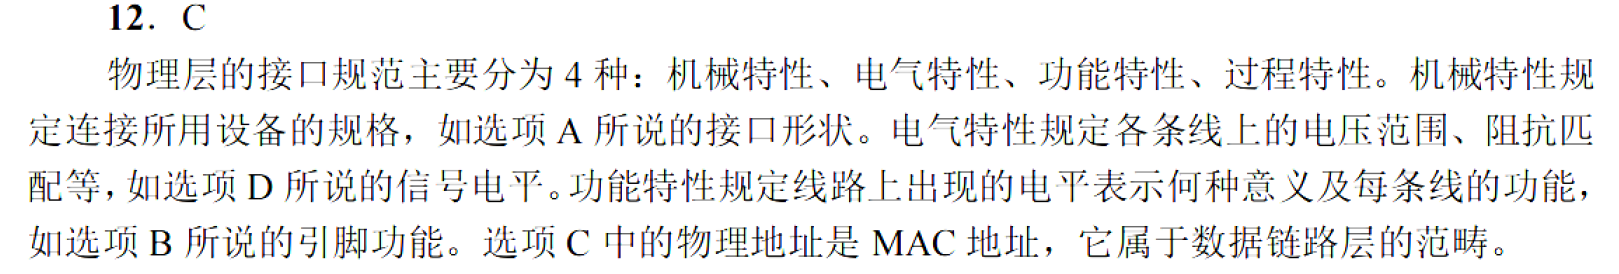 12. C
物理层的接口规范主要分为 4 种：机械特性、电气特性、功能特性、过程特性。机械特性规
定连接所用设备的规格，如选项 A 所说的接口形状。电气特性规定各条线上的电压范围、阻抗匹
配等，如选项 D 所说的信号电平。功能特性规定线路上出现的电平表示何种意义及每条线的功能，
如选项 B 所说的引脚功能。选项 C 中的物理地址是 MAC 地址，它属于数据链路层的范畴。